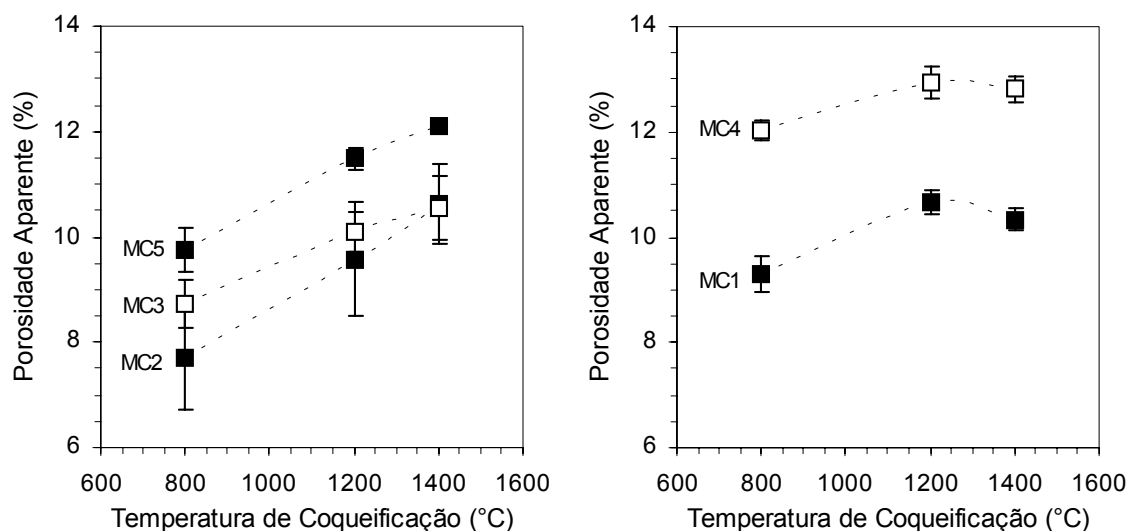 Porosidade Aparente (%)
14
12
10
8
6
MC5
MC3
MC2
600 800 1000 1200 1400 1600
Temperatura de Coqueificação (°C)
Porosidade Aparente (%)
14
12
10
8
6
MC4
MC1
600 800 1000 1200 1400 1600
Temperatura de Coqueificação (°C)